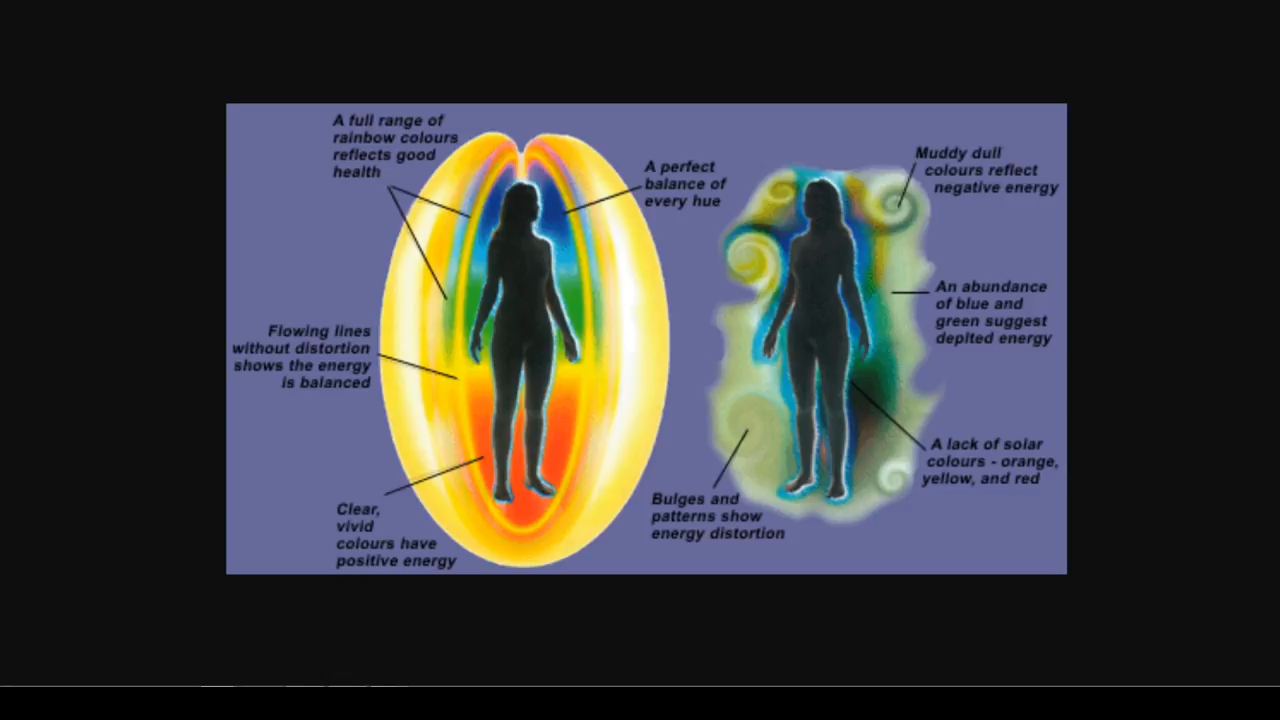 A full range of
rainbow colours
reflects good
health
A perfect
balance of
every hue
Flowing lines
without distortion
shows the energy
is balanced
Clear,
vivid
colours have
positive energy
Muddy dull
colours reflect
negative energy
An abundance
of blue and
green suggest
deplted energy
A lack of solar
colours - orange,
yellow, and red
Bulges and
patterns show
energy distortion